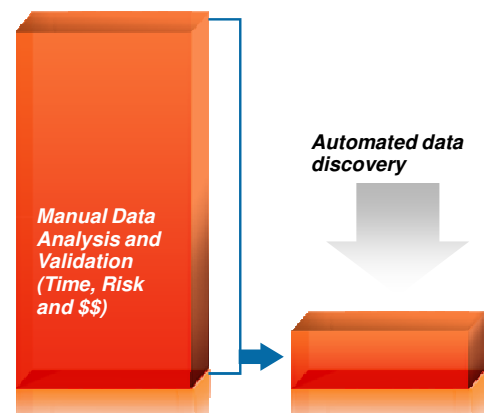 Automated data
discovery
Manual Data
Analysis and
Validation
(Time, Risk
and $$)